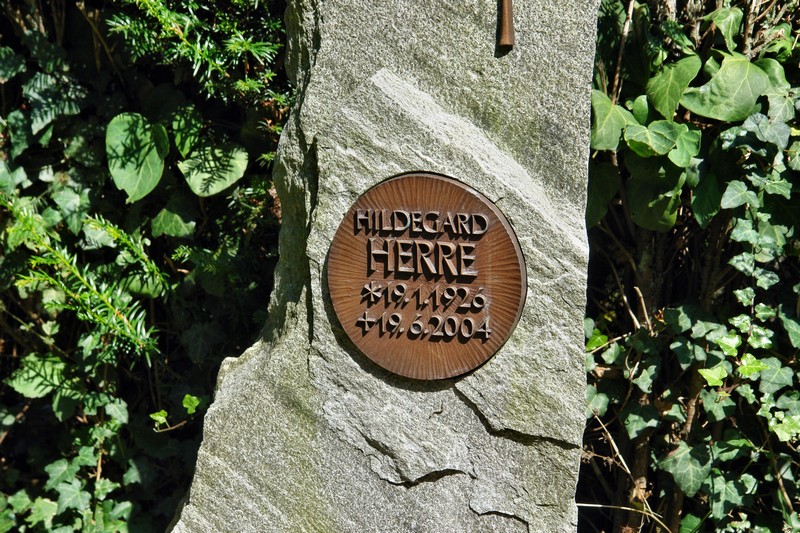 HILDEGARD
HERRE
*19.1.1926
+19.6.2004